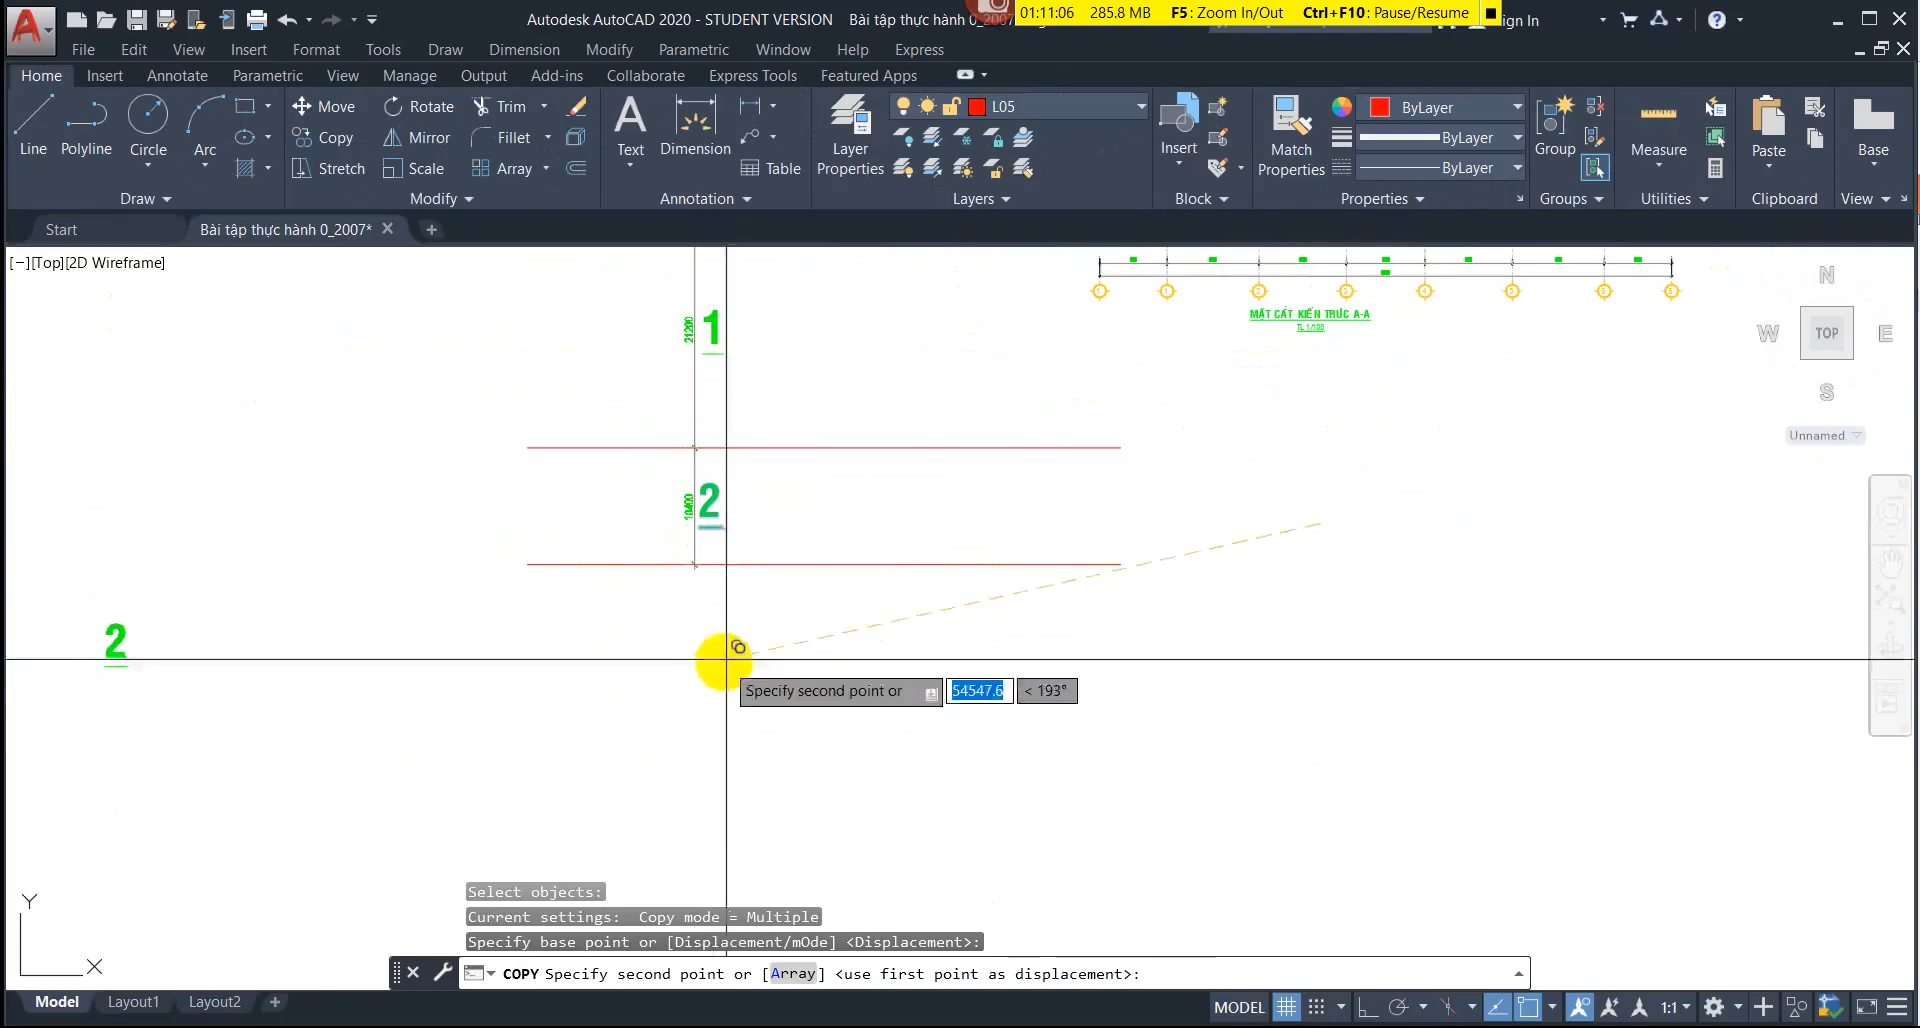 Autodesk AutoCAD 2020 - STUDENT VERSION Bài tập thực hành 0_2007
01:11:06 285.8 MB F5: Zoom In/Out Ctrl+F10: Pause/Resume
Sign In
File Edit View Insert Format Tools Draw Dimension Modify Parametric Window Help Express
Home Insert Annotate Parametric View Manage Output Add-ins Collaborate Express Tools Featured Apps
Line Polyline Circle Arc
Move Rotate Trim
Copy Mirror Fillet
Stretch Scale Array
Text Dimension Table
Layer Properties
L05
Insert
Match Properties
ByLayer
ByLayer
ByLayer
Group
Measure
Paste
Base
Draw Modify Annotation Layers Block Properties Groups Utilities Clipboard View
Start Bài tập thực hành 0_2007*
[−][Top][2D Wireframe]
MẶT CẮT KIẾN TRÚC A-A
TL 1/100
N
W TOP E
S
Unnamed
21200
1
10400
2
2
Specify second point or 54547.6 < 193°
Y
X
Select objects:
Current settings: Copy mode = Multiple
Specify base point or [Displacement/mOde] <Displacement>:
COPY Specify second point or [Array] <use first point as displacement>:
Model Layout1 Layout2
MODEL 1:1